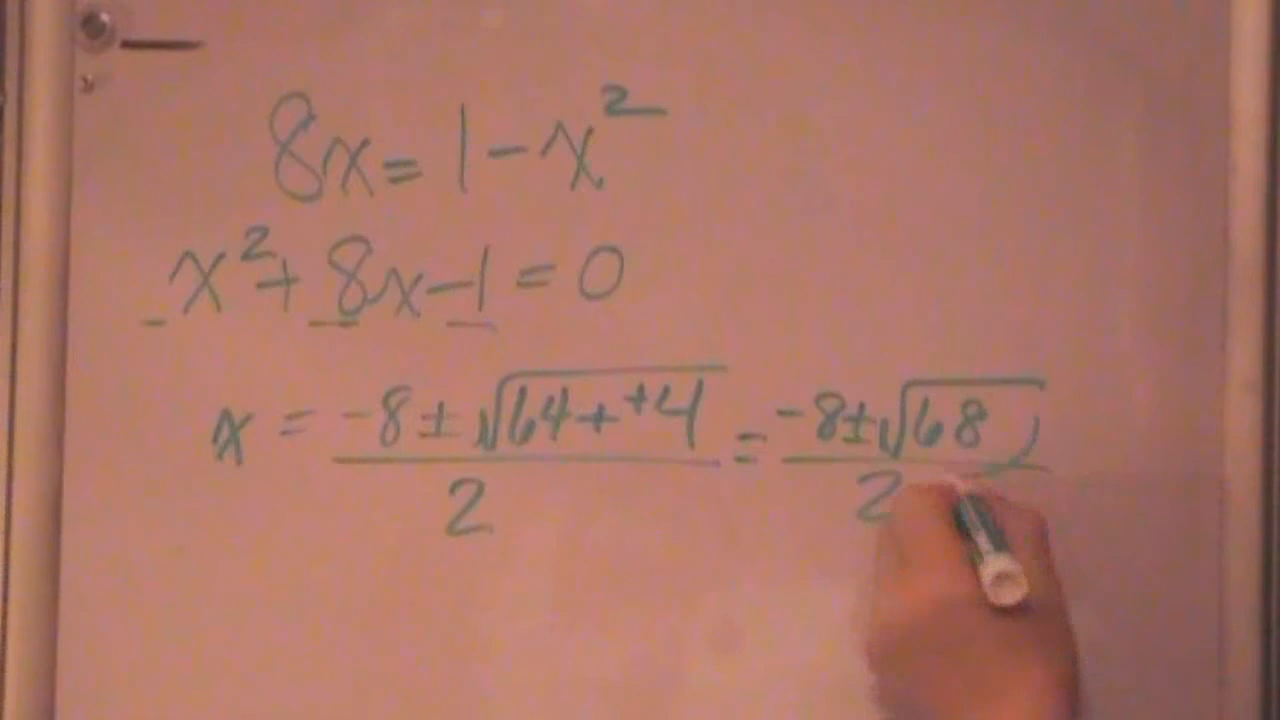 8x = 1 - x²
x² + 8x - 1 = 0
x = (-8 ± √(64 + +4))/2 = (-8 ± √68)/2